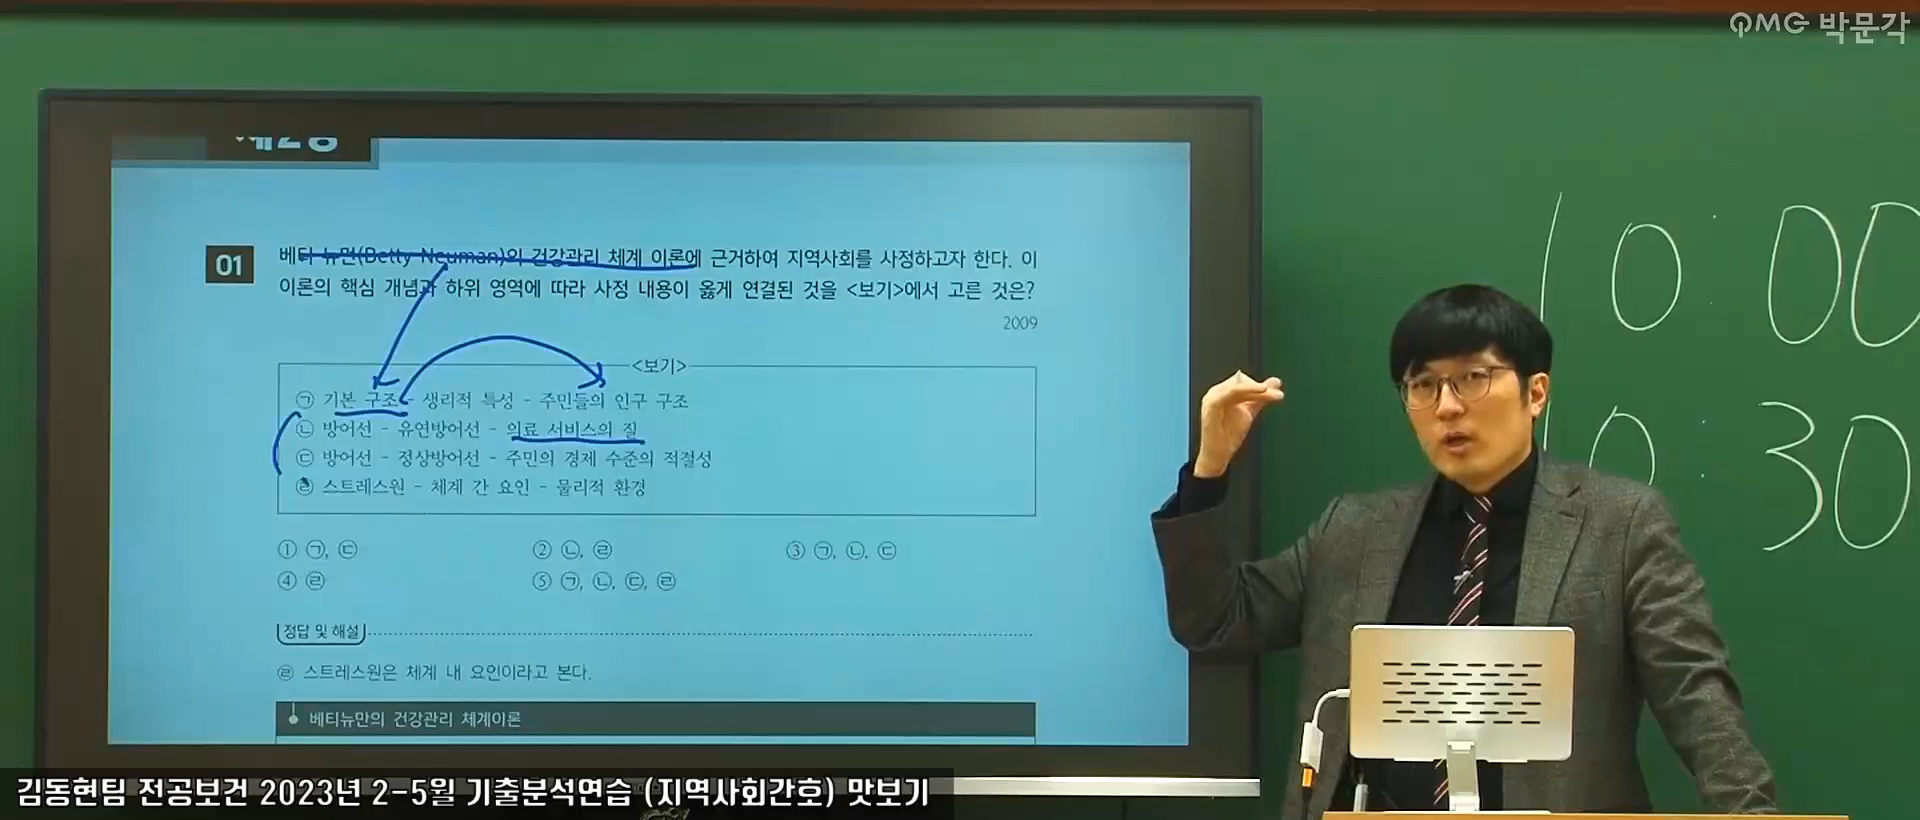 PMG 박문각
제2장
01 베티 뉴먼(Betty Neuman)의 건강관리 체계 이론에 근거하여 지역사회를 사정하고자 한다. 이
이론의 핵심 개념과 하위 영역에 따라 사정 내용이 옳게 연결된 것을 <보기>에서 고른 것은?
2009
<보기>
㉠ 기본 구조 - 생리적 특성 - 주민들의 인구 구조
㉡ 방어선 - 유연방어선 - 의료 서비스의 질
㉢ 방어선 - 정상방어선 - 주민의 경제 수준의 적절성
㉣ 스트레스원 - 체계 간 요인 - 물리적 환경
① ㉠, ㉢ ② ㉡, ㉣ ③ ㉠, ㉡, ㉢
④ ㉣ ⑤ ㉠, ㉡, ㉢, ㉣
정답 및 해설
㉣ 스트레스원은 체계 내 요인이라고 본다.
베티뉴만의 건강관리 체계이론
10:00
10:30
김동현팀 전공보건 2023년 2-5월 기출분석연습 (지역사회간호) 맛보기